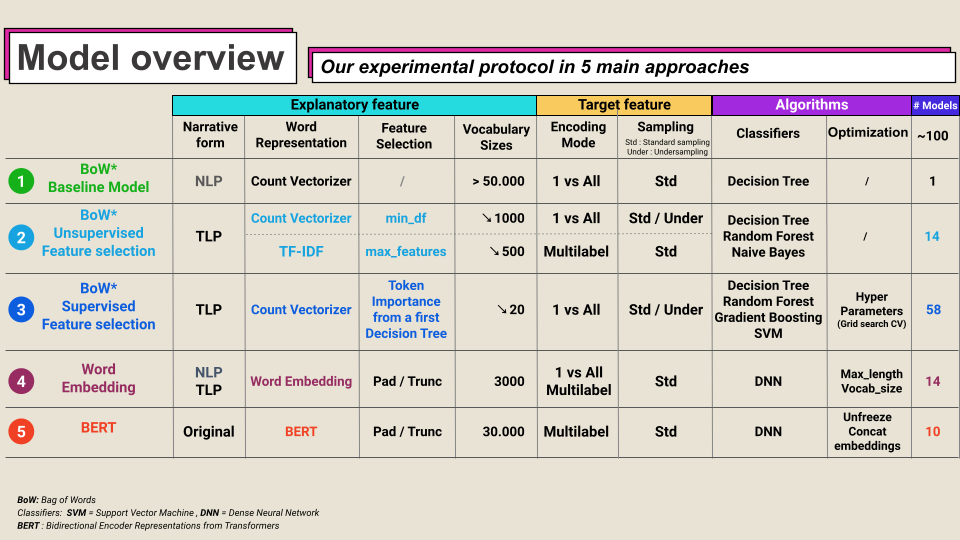 Model overview
Our experimental protocol in 5 main approaches
Explanatory feature
Target feature
Algorithms
# Models
Narrative form
Word Representation
Feature Selection
Vocabulary Sizes
Encoding Mode
Sampling
Std : Standard sampling
Under : Undersampling
Classifiers
Optimization
~100
1
BoW*
Baseline Model
NLP
Count Vectorizer
/
> 50.000
1 vs All
Std
Decision Tree
/
1
2
BoW*
Unsupervised
Feature selection
TLP
Count Vectorizer
min_df
↘1000
1 vs All
Std / Under
TF-IDF
max_features
↘500
Multilabel
Std
Decision Tree
Random Forest
Naive Bayes
/
14
3
BoW*
Supervised
Feature selection
TLP
Count Vectorizer
Token
Importance
from a first
Decision Tree
↘20
1 vs All
Std / Under
Decision Tree
Random Forest
Gradient Boosting
SVM
Hyper
Parameters
(Grid search CV)
58
4
Word
Embedding
NLP
TLP
Word Embedding
Pad / Trunc
3000
1 vs All
Multilabel
Std
DNN
Max_length
Vocab_size
14
5
BERT
Original
BERT
Pad / Trunc
30.000
Multilabel
Std
DNN
Unfreeze
Concat
embeddings
10
BoW: Bag of Words
Classifiers: SVM = Support Vector Machine , DNN = Dense Neural Network
BERT : Bidirectional Encoder Representations from Transformers